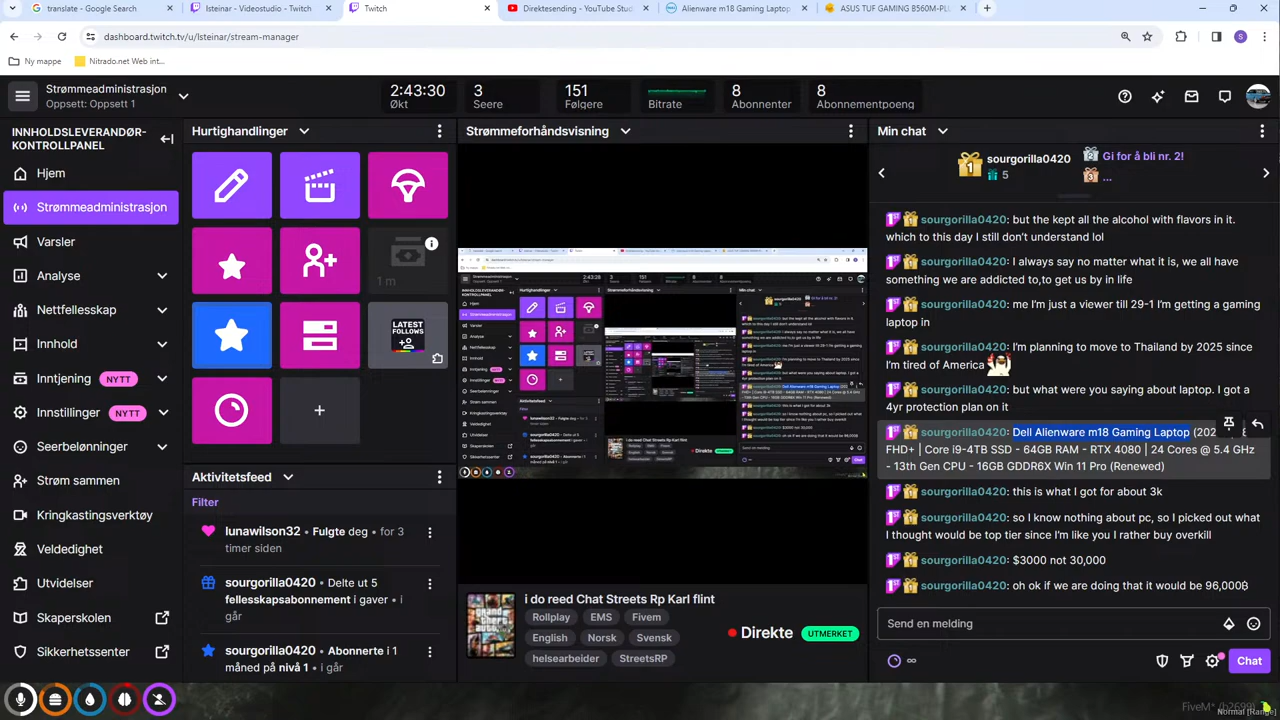 translate - Google Search
lsteinar - Videostudio - Twitch
Twitch
Direktesending - YouTube Stud
Alienware m18 Gaming Laptop
ASUS TUF GAMING B560M-PLU
dashboard.twitch.tv/u/lsteinar/stream-manager
S
Ny mappe
Nitrado.net Web int...
Strømmeadministrasjon
Oppsett: Oppsett 1
2:43:30
Økt
3
Seere
151
Følgere
Bitrate
8
Abonnenter
8
Abonnementpoeng
INNHOLDSLEVERANDØR-
KONTROLLPANEL
Hjem
Strømmeadministrasjon
Varsler
Analyse
Nettfellesskap
Innhold
Inntjening NYTT
NYTT
Seerbelønninger
Strøm sammen
Kringkastingsverktøy
Veldedighet
Utvidelser
Skaperskolen
Sikkerhetssenter
Hurtighandlinger
1 m
LATEST
FOLLOWS
Aktivitetsfeed
Filter
lunawilson32 • Fulgte deg • for 3
timer siden
sourgorilla0420 • Delte ut 5
fellesskapsabonnement i gaver • i
går
sourgorilla0420 • Abonnerte i 1
måned på nivå 1 • i går
Strømmeforhåndsvisning
i do reed Chat Streets Rp Karl flint
Rollplay
EMS
Fivem
English
Norsk
Svensk
helsearbeider
StreetsRP
Direkte
UTMERKET
Min chat
1
sourgorilla0420
5
2
Gi for å bli nr. 2!
3
...
sourgorilla0420: but the kept all the alcohol with flavors in it.
which to this day I still don't understand lol
sourgorilla0420: I always say no matter what it is we all have
something we are addicted to,to get by in life
sourgorilla0420: me I'm just a viewer till 29-1 I'm getting a gaming
laptop in
sourgorilla0420: I'm planning to move to Thailand by 2025 since
I'm tired of America
sourgorilla0420: but what were you saying about laptop. I got a
4yr protection plan on it.
sourgorilla0420: Dell Alienware m18 Gaming Laptop (202
FHD+ | Core i9-4TB SSD - 64GB RAM - RTX 4080 | 24 Cores @ 5.4 GHz
- 13th Gen CPU - 16GB GDDR6X Win 11 Pro (Renewed)
sourgorilla0420: this is what I got for about 3k
sourgorilla0420: so I know nothing about pc, so I picked out what
I thought would be top tier since I'm like you I rather buy overkill
sourgorilla0420: $3000 not 30,000
sourgorilla0420: oh ok if we are doing that it would be 96,000฿
Send en melding
Chat
Normal [Range]